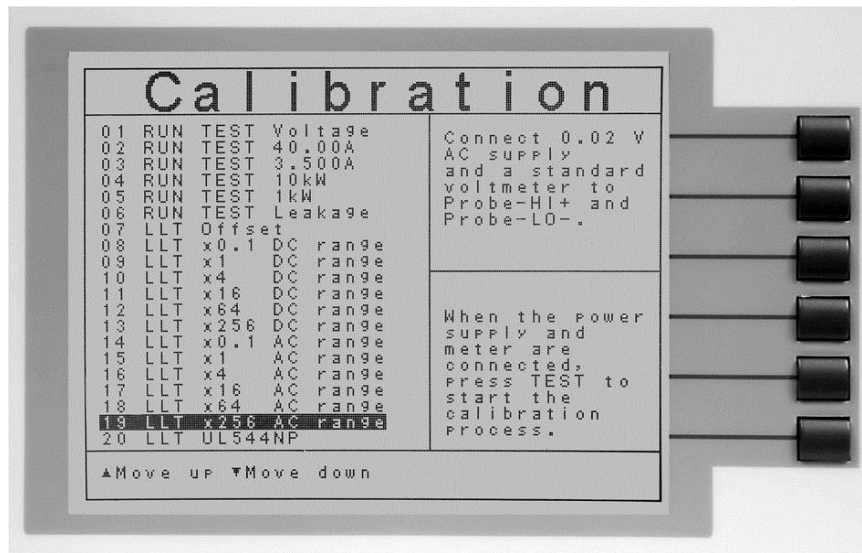 Calibration
01 RUN TEST Voltage
02 RUN TEST 40.00A
03 RUN TEST 3.500A
04 RUN TEST 10kW
05 RUN TEST 1kW
06 RUN TEST Leakage
07 LLT Offset
08 LLT x0.1 DC range
09 LLT x1 DC range
10 LLT x4 DC range
11 LLT x16 DC range
12 LLT x64 DC range
13 LLT x256 DC range
14 LLT x0.1 AC range
15 LLT x1 AC range
16 LLT x4 AC range
17 LLT x16 AC range
18 LLT x64 AC range
19 LLT x256 AC range
20 LLT UL544NP
Connect 0.02 V
AC supply
and a standard
voltmeter to
Probe-HI+ and
Probe-LO-.
When the power
supply and
meter are
connected,
press TEST to
start the
calibration
process.
▲Move up ▼Move down